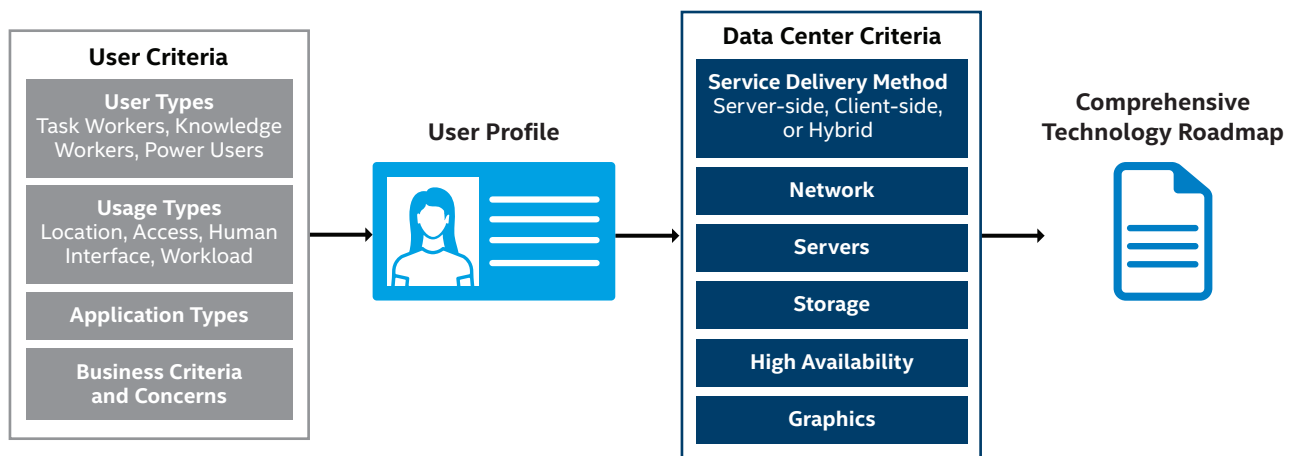 User Criteria
User Types
Task Workers, Knowledge
Workers, Power Users
Usage Types
Location, Access, Human
Interface, Workload
Application Types
Business Criteria
and Concerns
User Profile
Data Center Criteria
Service Delivery Method
Server-side, Client-side,
or Hybrid
Network
Servers
Storage
High Availability
Graphics
Comprehensive
Technology Roadmap